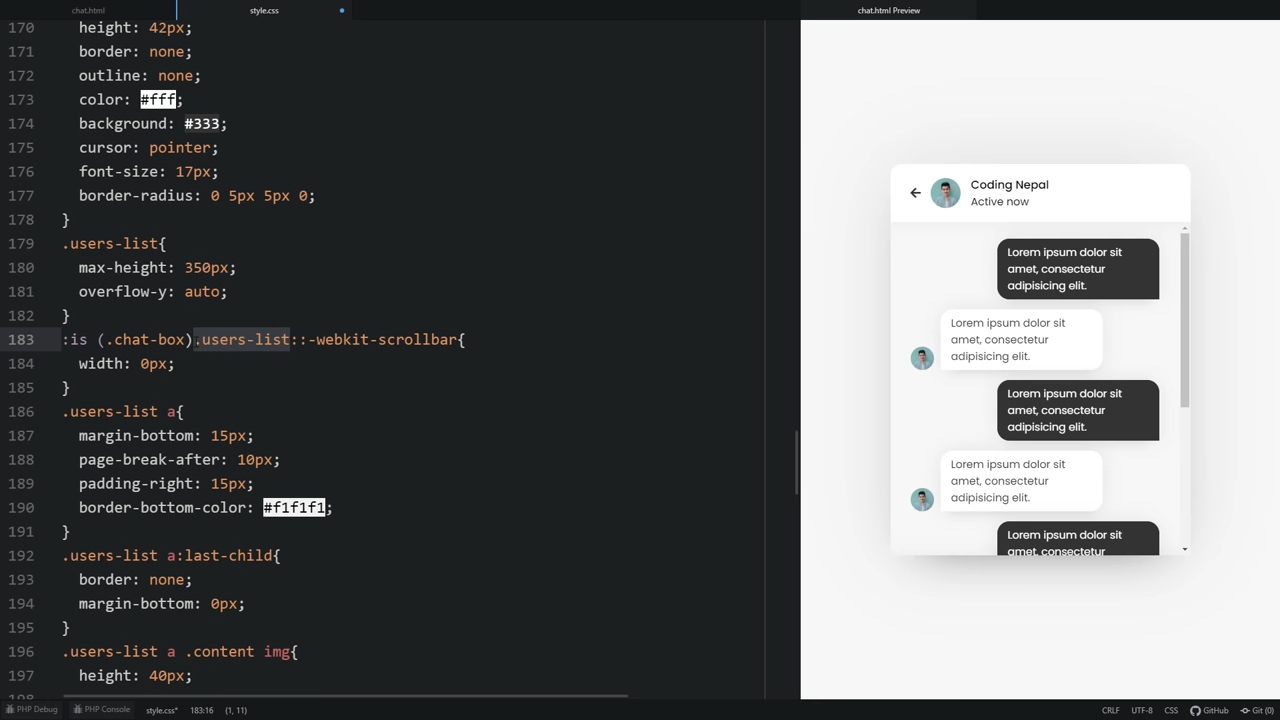 chat.html
style.css
chat.html Preview
170 height: 42px;
171 border: none;
172 outline: none;
173 color: #fff;
174 background: #333;
175 cursor: pointer;
176 font-size: 17px;
177 border-radius: 0 5px 5px 0;
178 }
179 .users-list{
180 max-height: 350px;
181 overflow-y: auto;
182 }
183 :is (.chat-box).users-list::-webkit-scrollbar{
184 width: 0px;
185 }
186 .users-list a{
187 margin-bottom: 15px;
188 page-break-after: 10px;
189 padding-right: 15px;
190 border-bottom-color: #f1f1f1;
191 }
192 .users-list a:last-child{
193 border: none;
194 margin-bottom: 0px;
195 }
196 .users-list a .content img{
197 height: 40px;
198
Coding Nepal
Active now
Lorem ipsum dolor sit
amet, consectetur
adipisicing elit.
Lorem ipsum dolor sit
amet, consectetur
adipisicing elit.
Lorem ipsum dolor sit
amet, consectetur
adipisicing elit.
Lorem ipsum dolor sit
amet, consectetur
adipisicing elit.
Lorem ipsum dolor sit
amet, consectetur
PHP Debug PHP Console style.css* 183:16 (1, 11) CRLF UTF-8 CSS GitHub Git (0)